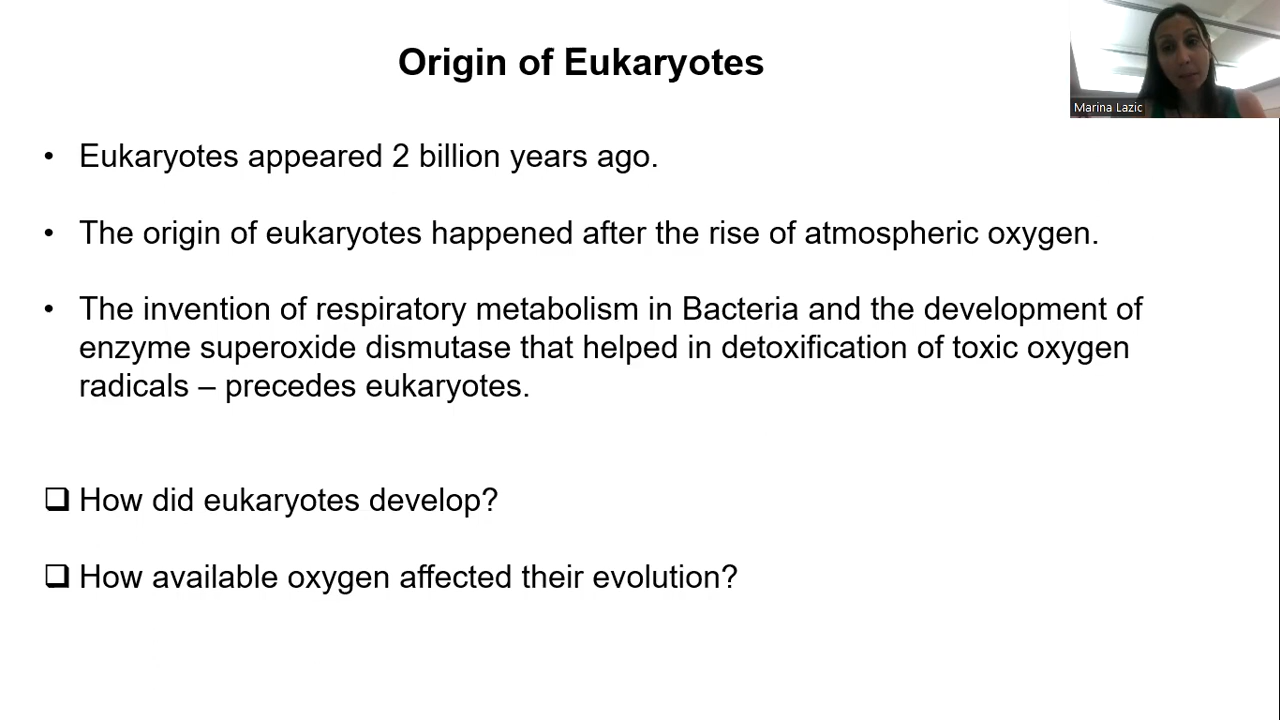 Origin of Eukaryotes
Marina Lazic
• Eukaryotes appeared 2 billion years ago.
• The origin of eukaryotes happened after the rise of atmospheric oxygen.
• The invention of respiratory metabolism in Bacteria and the development of
enzyme superoxide dismutase that helped in detoxification of toxic oxygen
radicals – precedes eukaryotes.
❑ How did eukaryotes develop?
❑ How available oxygen affected their evolution?